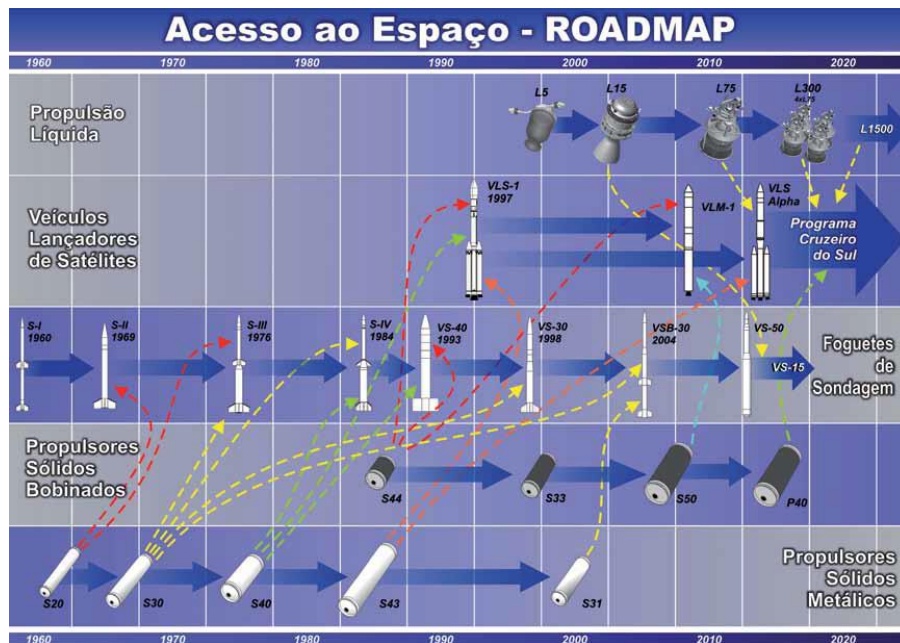 Acesso ao Espaço - ROADMAP
1960 1970 1980 1990 2000 2010 2020
Propulsão
Líquida
L5
L15
L75
L300
4xL75
L1500
Veículos
Lançadores
de Satélites
VLS-1
1997
VLM-1
VLS
Alpha
Programa
Cruzeiro
do Sul
S-I
1960
S-II
1969
S-III
1976
S-IV
1984
VS-40
1993
VS-30
1998
VSB-30
2004
VS-50
VS-15
Foguetes
de
Sondagem
Propulsores
Sólidos
Bobinados
S44
S33
S50
P40
S20
S30
S40
S43
S31
Propulsores
Sólidos
Metálicos
1960 1970 1980 1990 2000 2010 2020